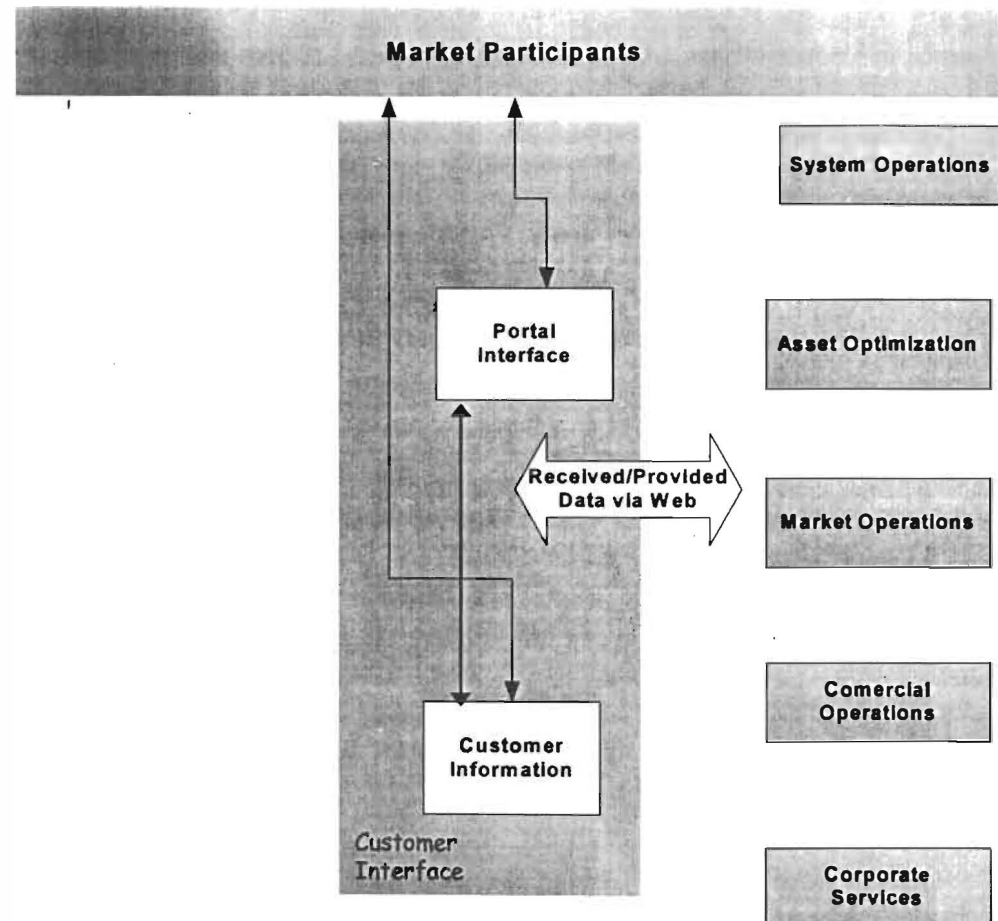 Market Participants
System Operations
Portal
Interface
Asset Optimization
Received/Provided
Data via Web
Market Operations
Comercial
Operations
Customer
Information
Customer
Interface
Corporate
Services